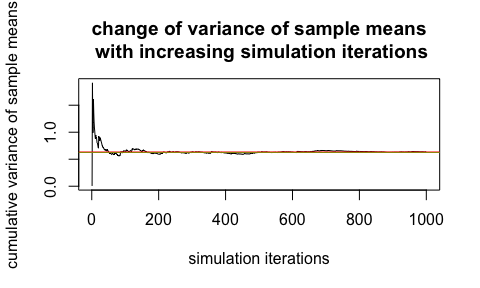 change of variance of sample means
with increasing simulation iterations
cumulative variance of sample means
1.0
0.0
0 200 400 600 800 1000
simulation iterations